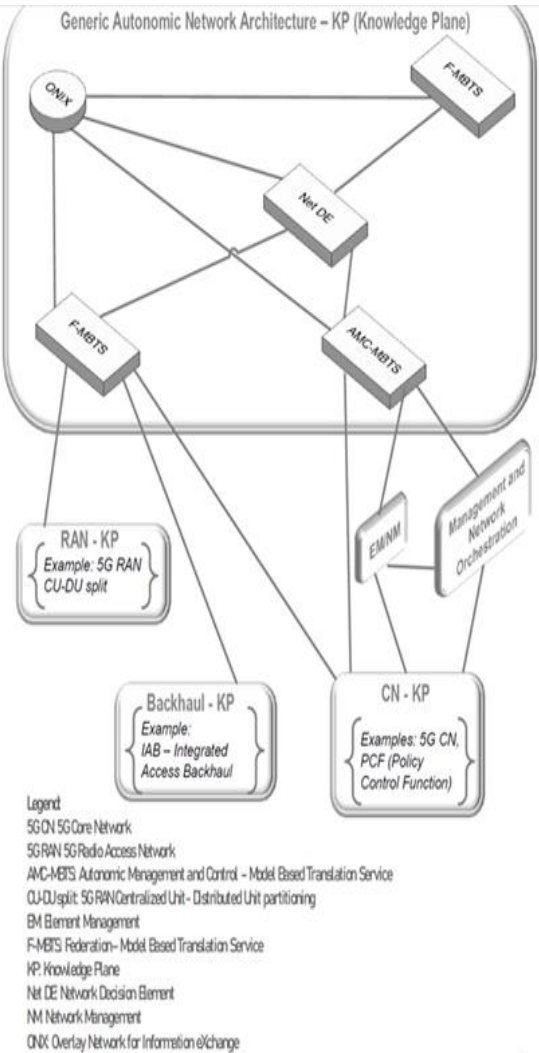 Generic Autonomic Network Architecture – KP (Knowledge Plane)
ONIX
F-MBTS
Net DE
F-MBTS
AMC-MBTS
EM/NM
Management and
Network
Orchestration
RAN - KP
Example: 5G RAN
CU-DU split
Backhaul - KP
Example:
IAB – Integrated
Access Backhaul
CN - KP
Examples: 5G CN,
PCF (Policy
Control Function)
Legend:
5G CN: 5G Core Network
5G RAN: 5G Radio Access Network
AMC-MBTS: Autonomic Management and Control – Model Based Translation Service
CU-DU split: 5G RAN Centralized Unit – Distributed Unit partitioning
EM: Element Management
F-MBTS: Federation – Model Based Translation Service
KP: Knowledge Plane
Net DE: Network Decision Element
NM: Network Management
ONIX: Overlay Network for Information eXchange